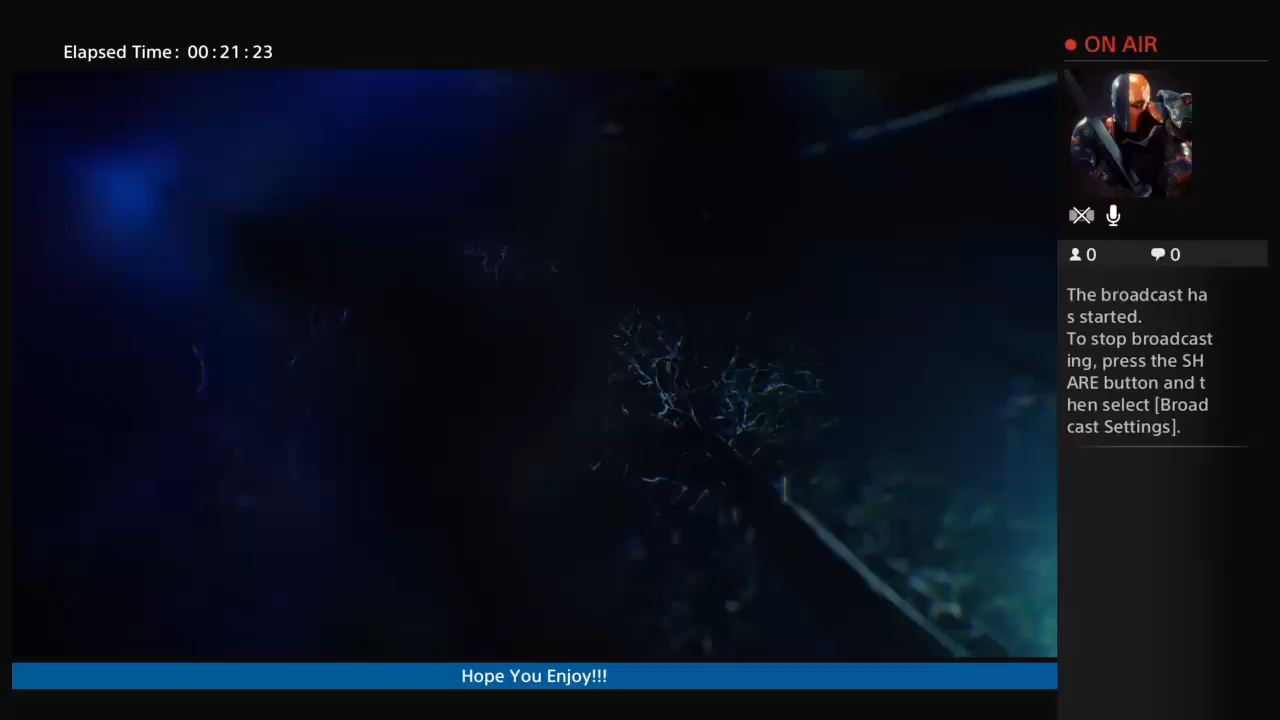 Elapsed Time: 00:21:23
ON AIR
0 0
The broadcast ha
s started.
To stop broadcast
ing, press the SH
ARE button and t
hen select [Broad
cast Settings].
Hope You Enjoy!!!